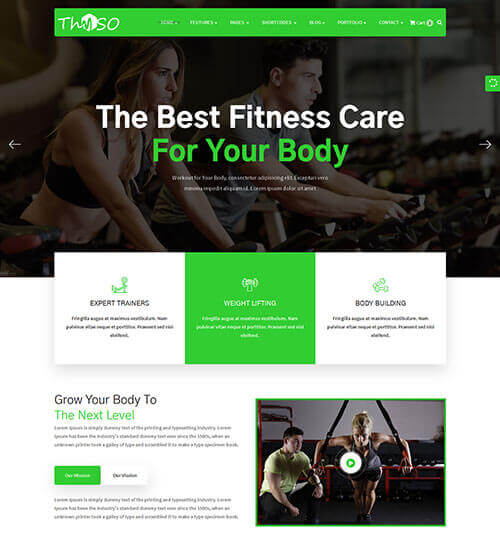 ThWSO
HOME FEUTURES PAGES SHORTCODES BLOG PORTFOLIO CONTACT Cart 0
The Best Fitness Care
For Your Body
Workout for Your Body, consectetur adipisicing elit. Excepturi vero
minima impedit aliquam id. Lorem ipsum dolor sit amet.
EXPERT TRAINERS
Fringilla augue at maximus vestibulum. Nam
pulvinar vitae neque et porttitor. Praesent sed nisi
eleifend.
WEIGHT LIFTING
Fringilla augue at maximus vestibulum. Nam
pulvinar vitae neque et porttitor. Praesent sed nisi
eleifend.
BODY BUILDING
Fringilla augue at maximus vestibulum. Nam
pulvinar vitae neque et porttitor. Praesent sed nisi
eleifend.
Grow Your Body To
The Next Level
Lorem Ipsum is simply dummy text of the printing and typesetting industry. Lorem
Ipsum has been the industry's standard dummy text ever since the 1500s, when an
unknown printer took a galley of type and scrambled it to make a type specimen book.
Our Mission
Our Vission
Lorem Ipsum is simply dummy text of the printing and typesetting industry. Lorem
Ipsum has been the industry's standard dummy text ever since the 1500s, when an
unknown printer took a galley of type and scrambled it to make a type specimen book.